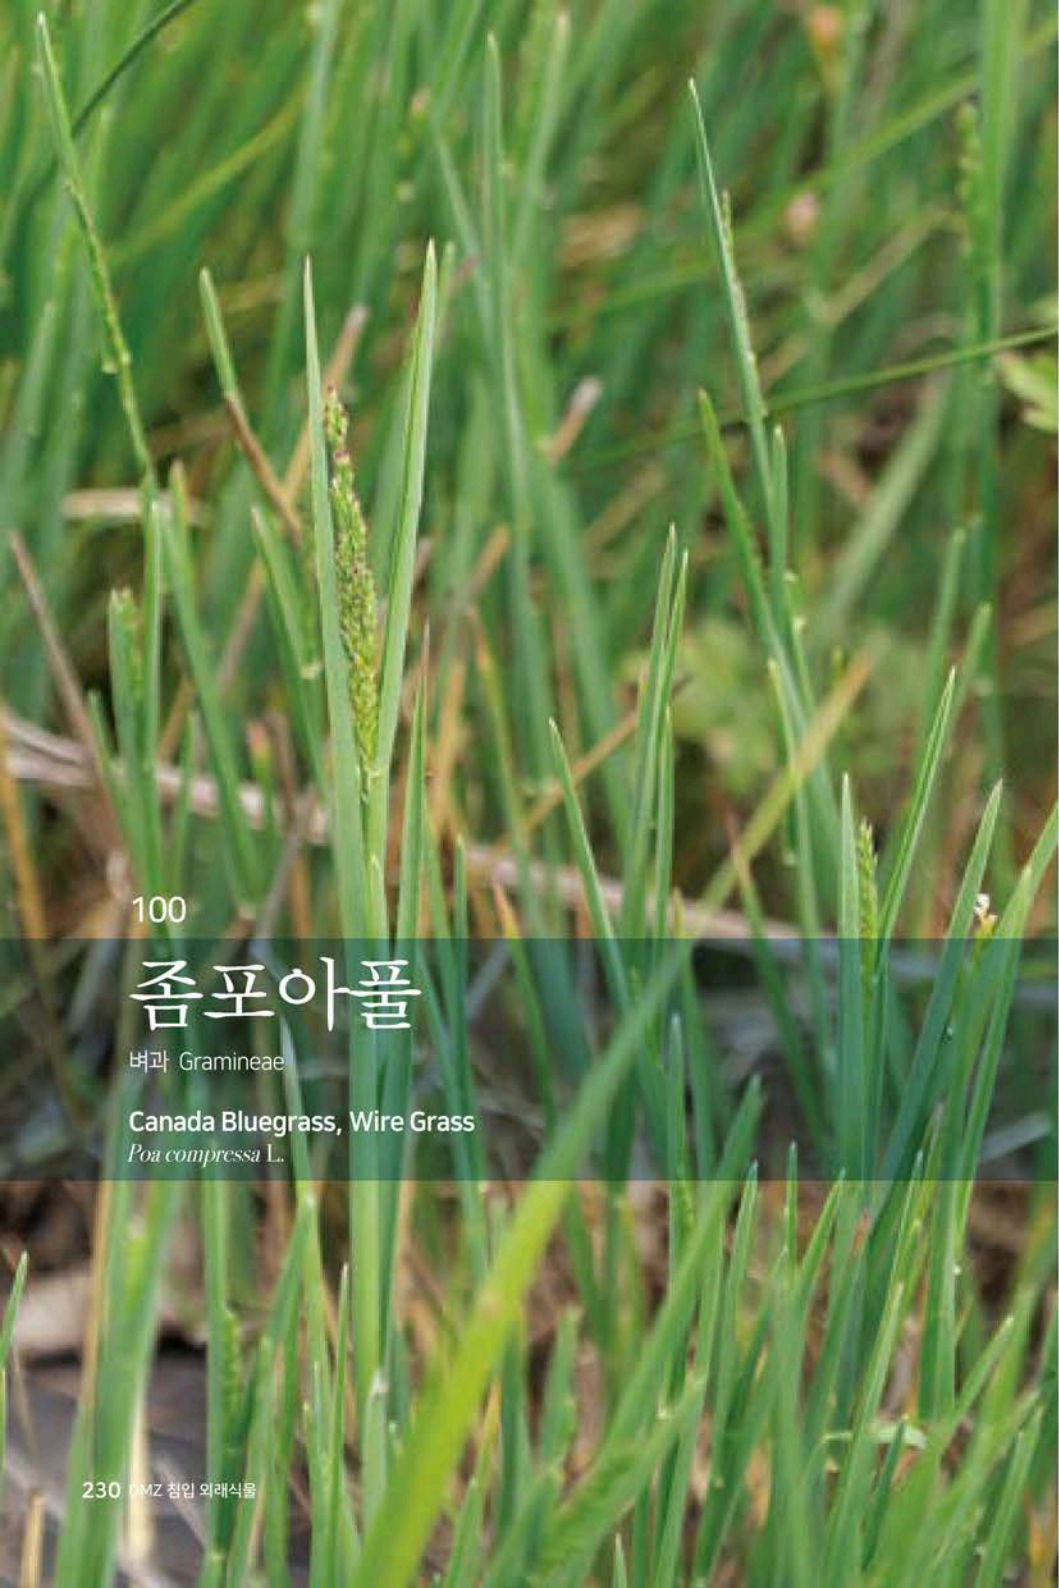 100
좀포아풀
벼과 Gramineae
Canada Bluegrass, Wire Grass
Poa compressa L.
230 DMZ 침입 외래식물